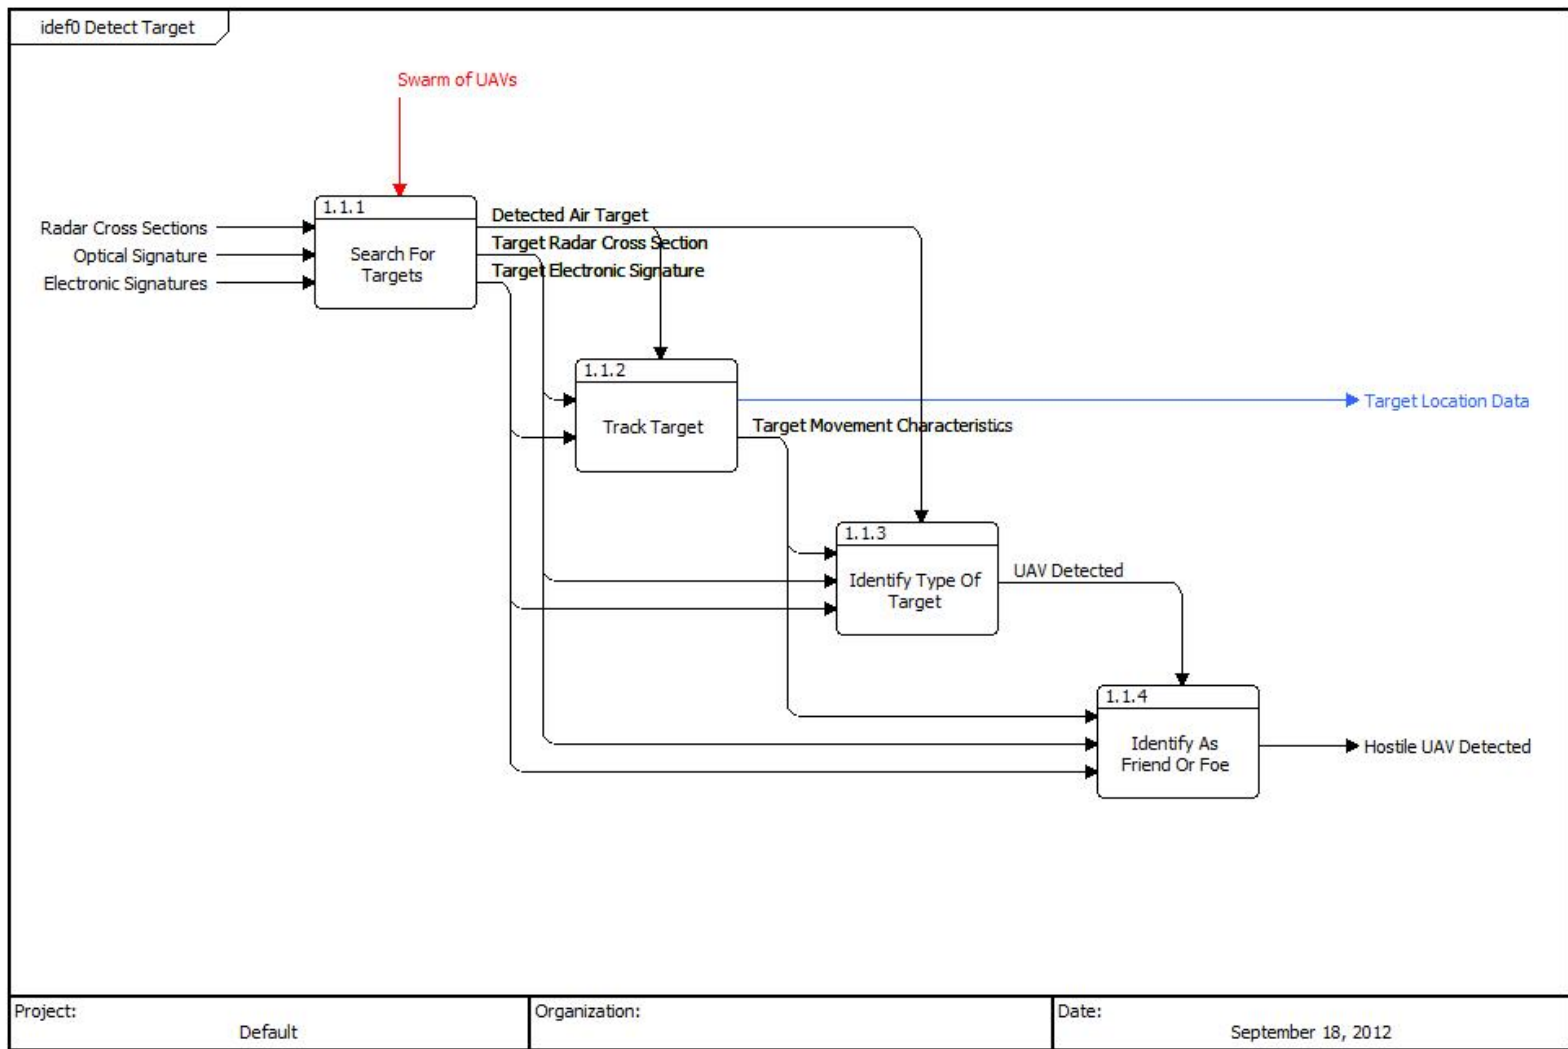 idef0 Detect Target
Swarm of UAVs
1.1.1
Radar Cross Sections
Optical Signature
Electronic Signatures
Search For
Targets
Detected Air Target
Target Radar Cross Section
Target Electronic Signature
1.1.2
Track Target
Target Location Data
Target Movement Characteristics
1.1.3
Identify Type Of
Target
UAV Detected
1.1.4
Identify As
Friend Or Foe
Hostile UAV Detected
Project:
Default
Organization:
Date:
September 18, 2012